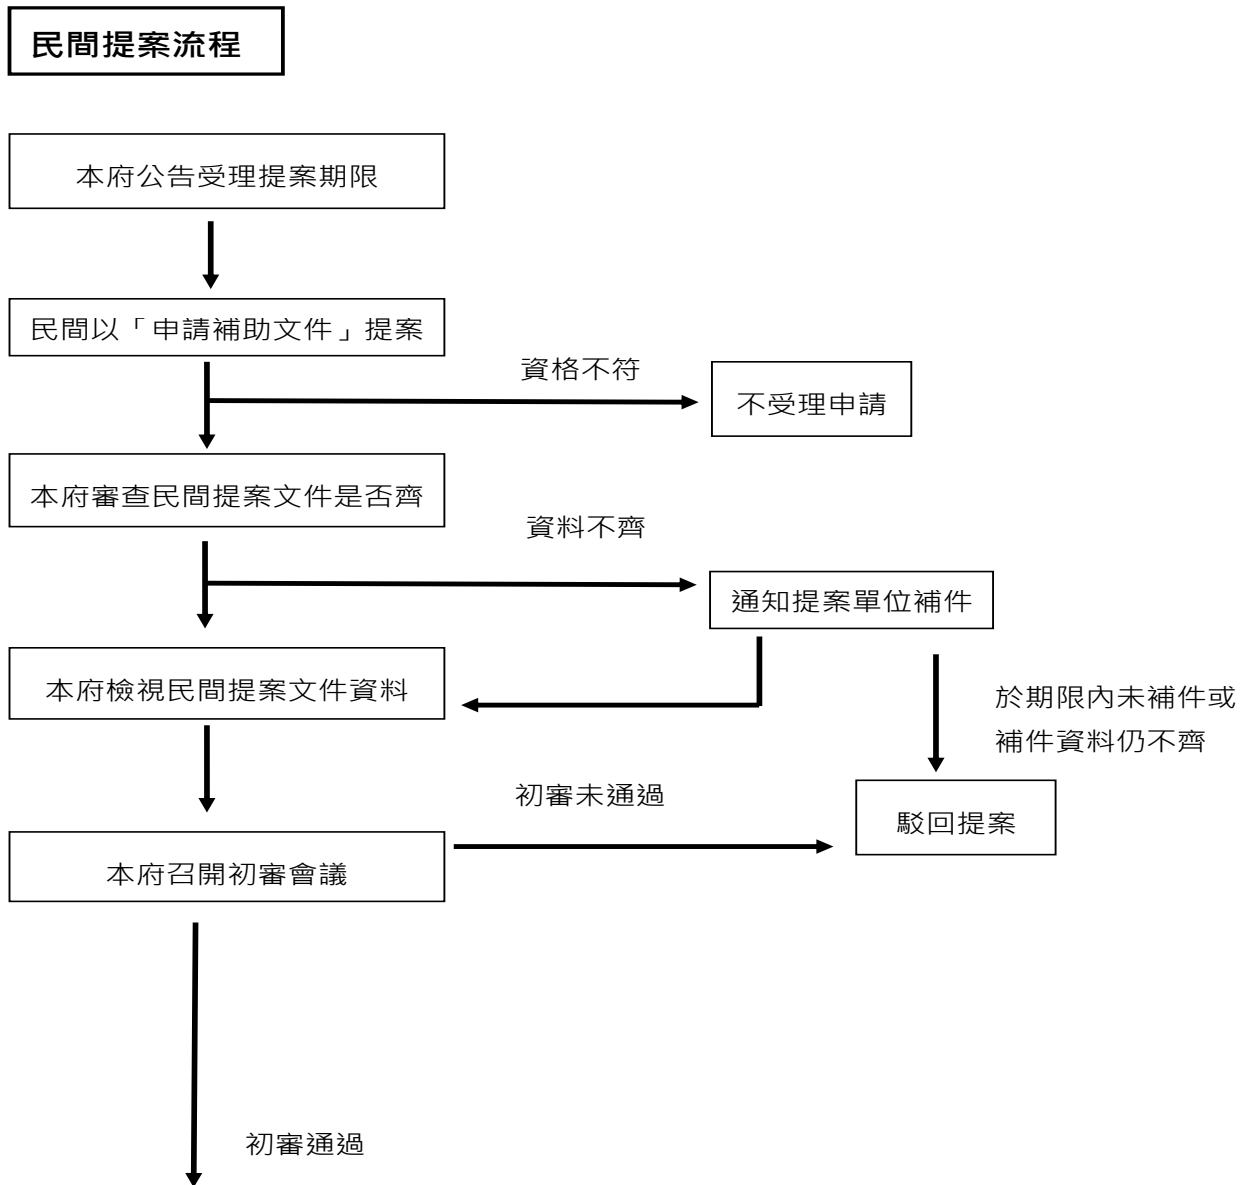 民間提案流程
本府公告受理提案期限
民間以「申請補助文件」提案
資格不符
不受理申請
本府審查民間提案文件是否齊
資料不齊
通知提案單位補件
本府檢視民間提案文件資料
於期限內未補件或
補件資料仍不齊
初審未通過
駁回提案
本府召開初審會議
初審通過